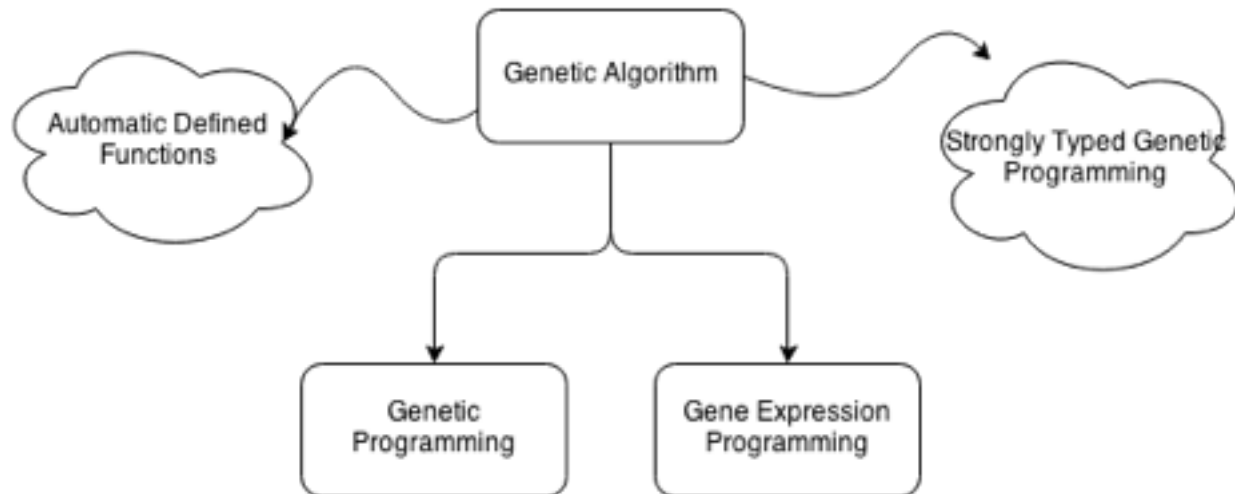 Genetic Algorithm
Automatic Defined
Functions
Strongly Typed Genetic
Programming
Genetic
Programming
Gene Expression
Programming